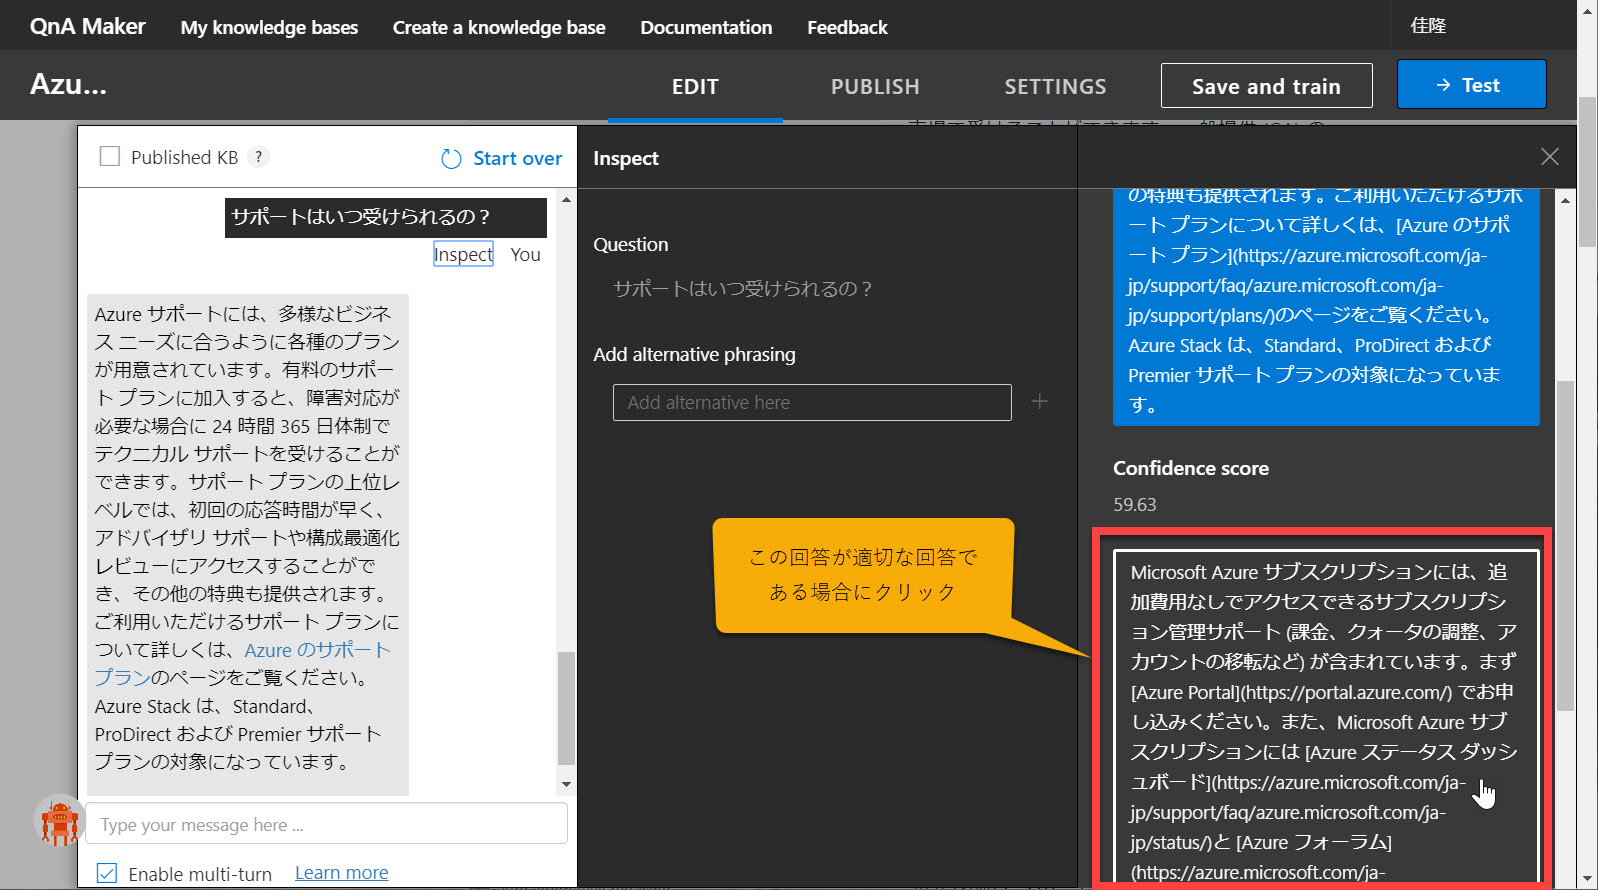 QnA Maker My knowledge bases Create a knowledge base Documentation Feedback 佳隆
Azu... EDIT PUBLISH SETTINGS Save and train → Test
Published KB ? Start over
サポートはいつ受けられるの？
Inspect You
Azure サポートには、多様なビジネ
ス ニーズに合うように各種のプラン
が用意されています。有料のサポー
ト プランに加入すると、障害対応が
必要な場合に 24 時間 365 日体制で
テクニカル サポートを受けることが
できます。サポート プランの上位レ
ベルでは、初回の応答時間が早く、
アドバイザリ サポートや構成最適化
レビューにアクセスすることがで
き、その他の特典も提供されます。
ご利用いただけるサポート プランに
ついて詳しくは、Azure のサポート
プランのページをご覧ください。
Azure Stack は、Standard、
ProDirect および Premier サポート
プランの対象になっています。
Type your message here ...
Enable multi-turn Learn more
Inspect
Question
サポートはいつ受けられるの？
Add alternative phrasing
Add alternative here +
この回答が適切な回答で
ある場合にクリック
の特典も提供されます。ご利用いただけるサポ
ート プランについて詳しくは、[Azure のサポ
ート プラン](https://azure.microsoft.com/ja-
jp/support/faq/azure.microsoft.com/ja-
jp/support/plans/)のページをご覧ください。
Azure Stack は、Standard、ProDirect および
Premier サポート プランの対象になっていま
す。
Confidence score
59.63
Microsoft Azure サブスクリプションには、追
加費用なしでアクセスできるサブスクリプシ
ョン管理サポート (課金、クォータの調整、ア
カウントの移転など) が含まれています。まず
[Azure Portal](https://portal.azure.com/) でお申
し込みください。また、Microsoft Azure サブ
スクリプションには [Azure ステータス ダッシ
ュボード](https://azure.microsoft.com/ja-
jp/support/faq/azure.microsoft.com/ja-
jp/status/)と [Azure フォーラム]
(https://azure.microsoft.com/ja-